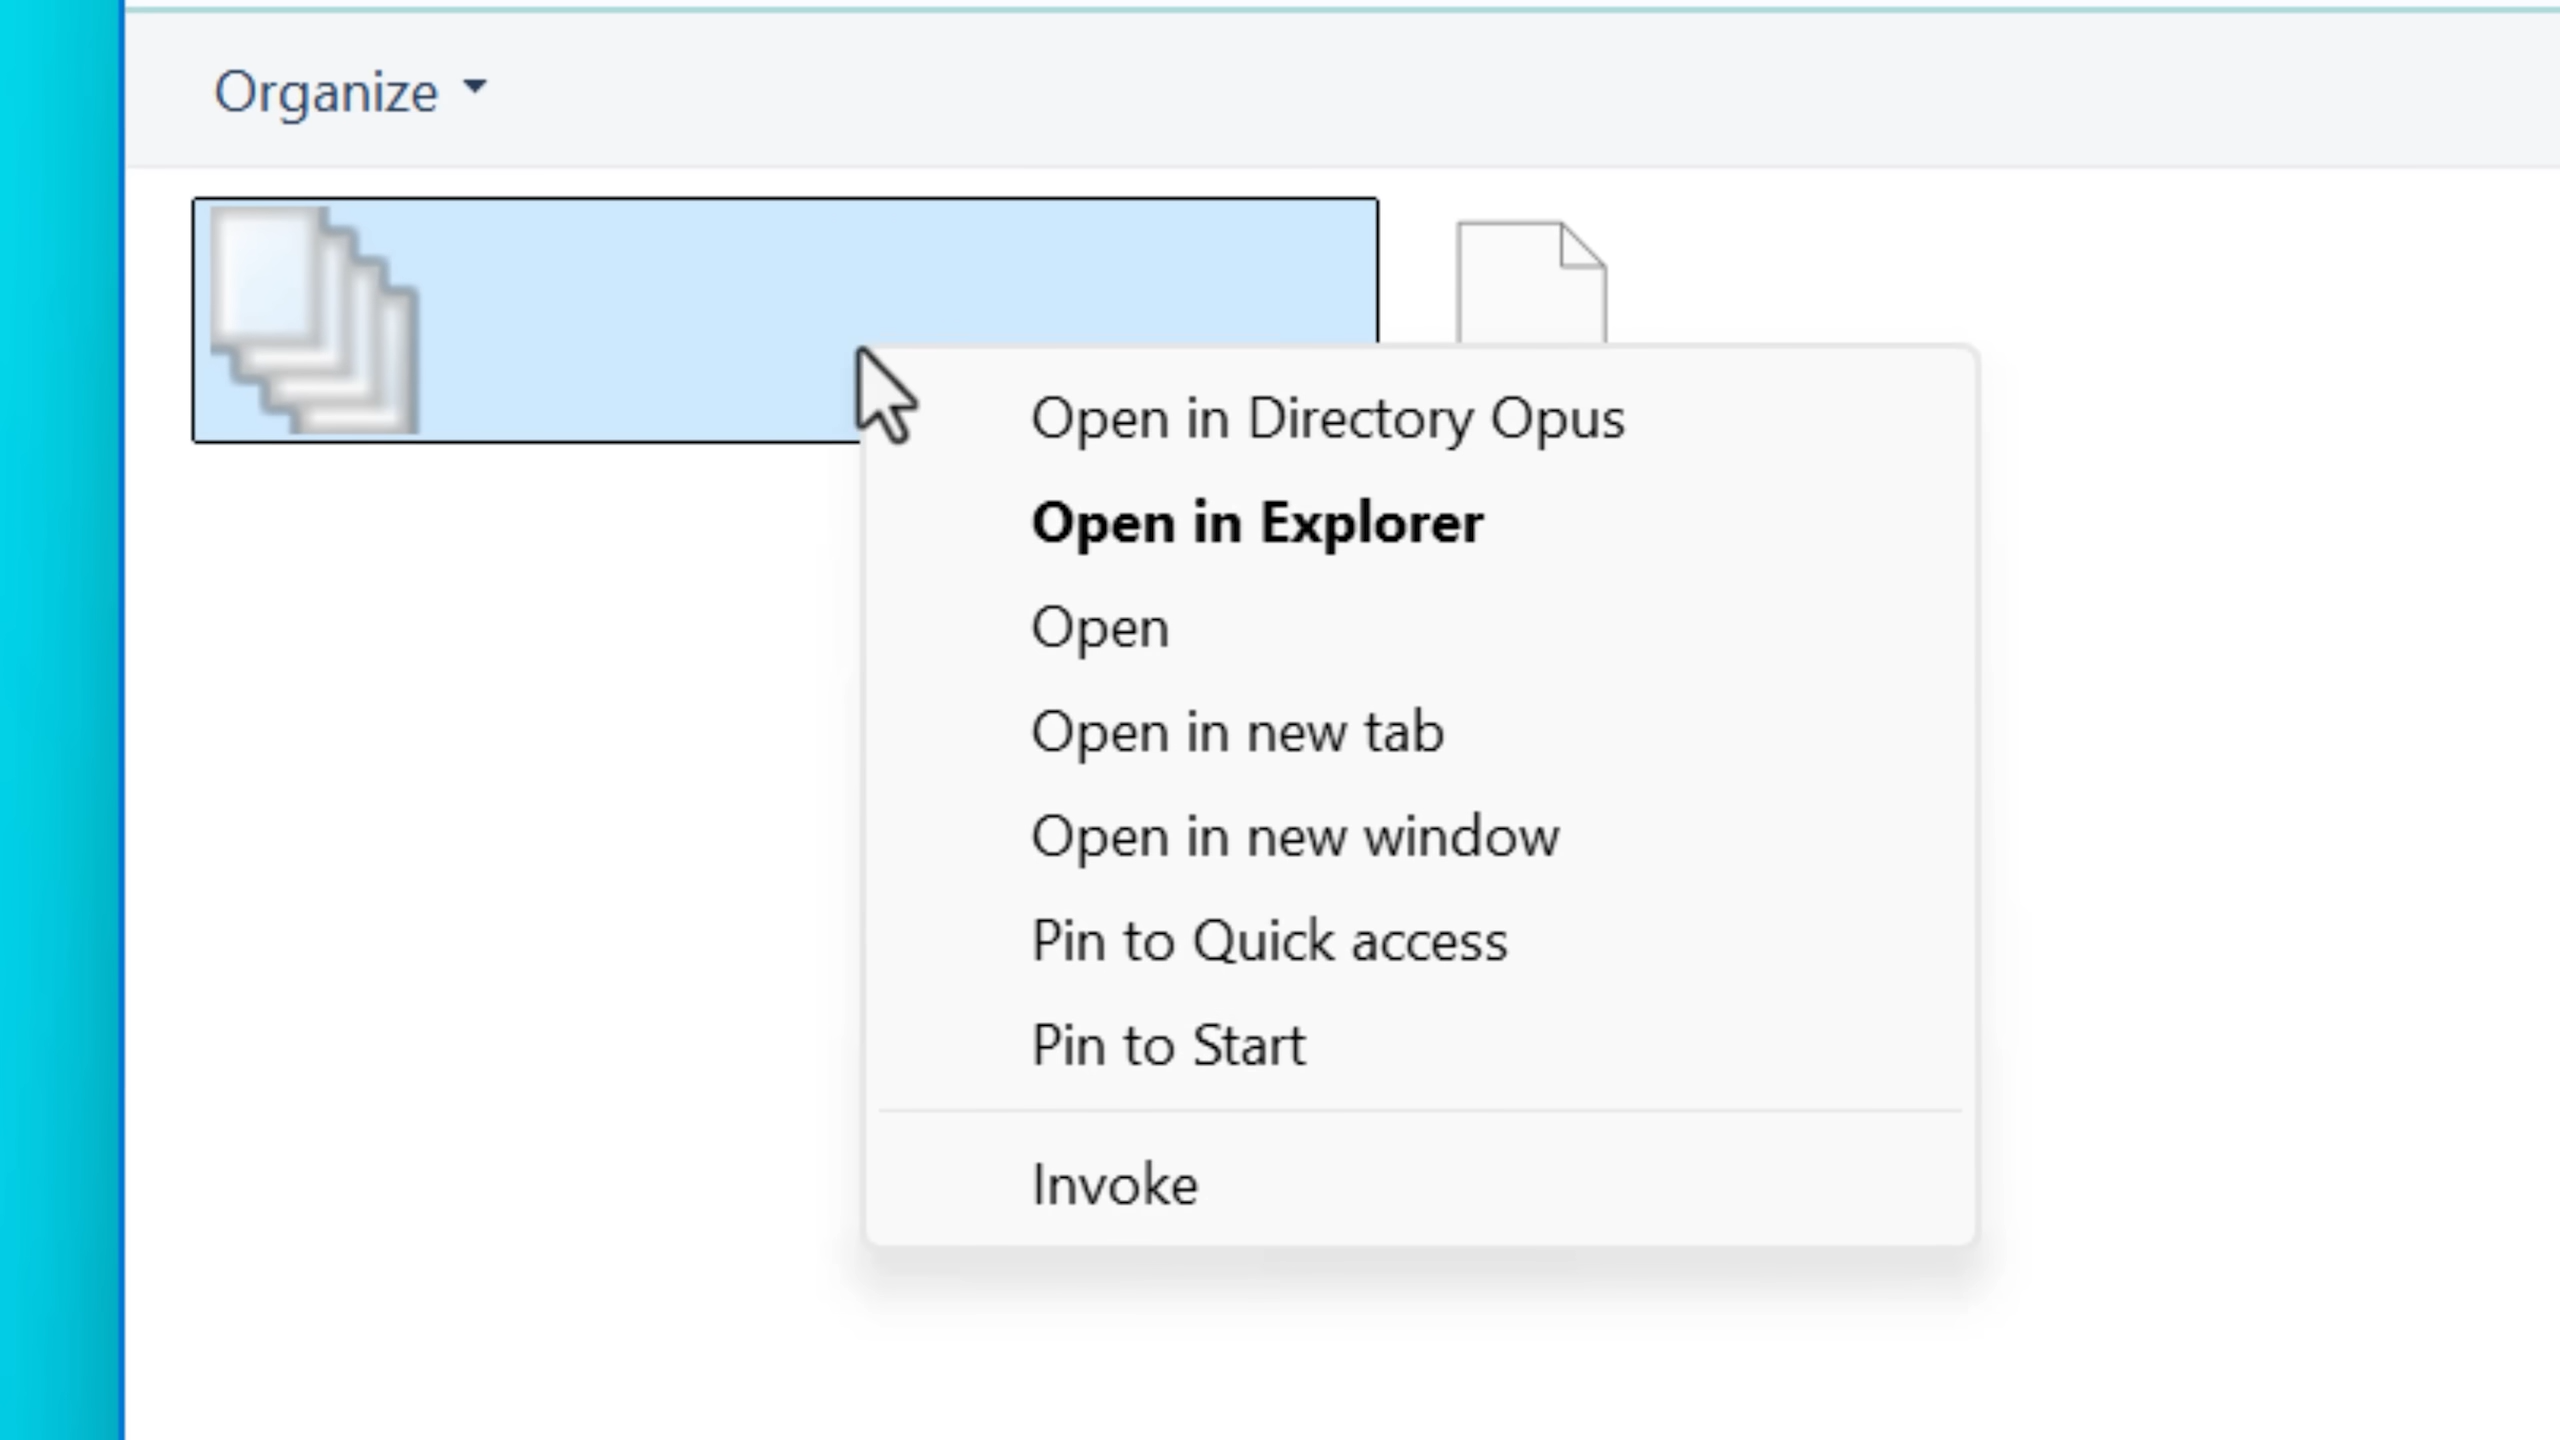 Organize
Open in Directory Opus
Open in Explorer
Open
Open in new tab
Open in new window
Pin to Quick access
Pin to Start
Invoke